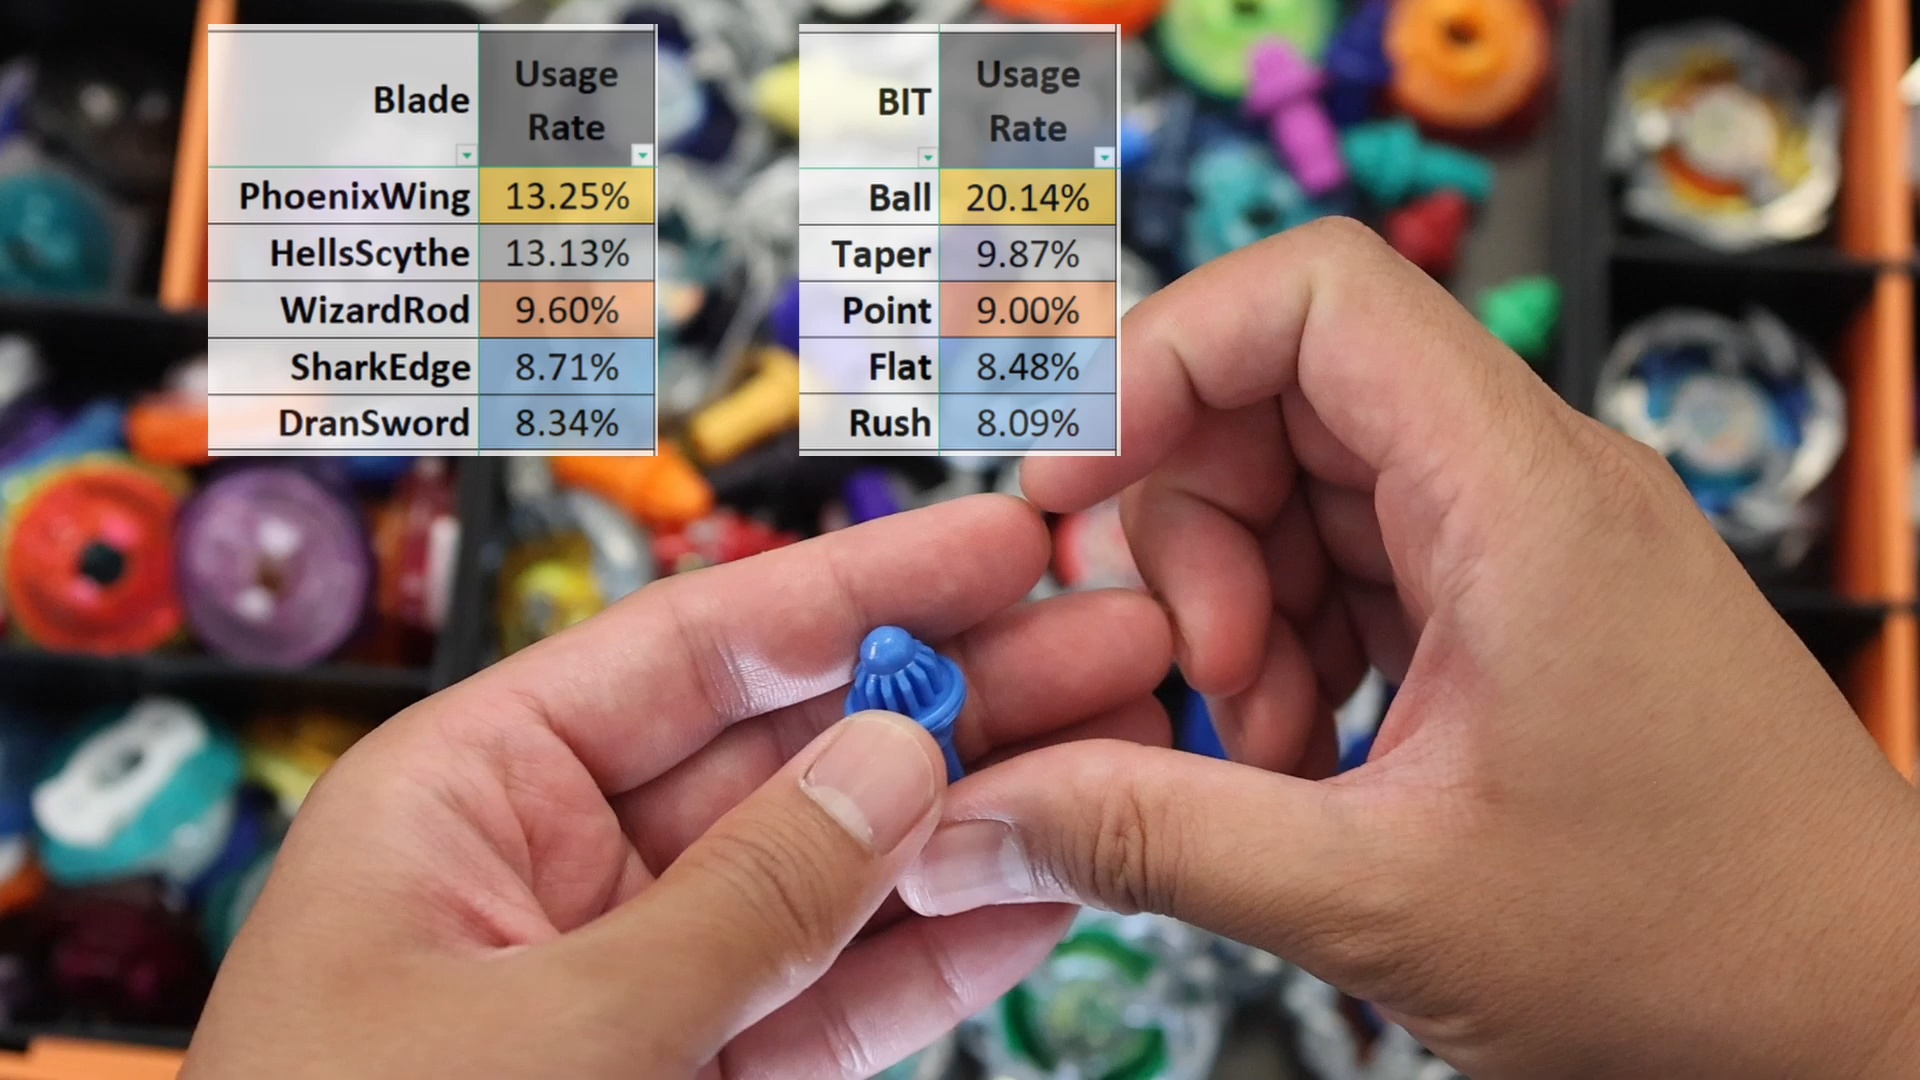 Blade Usage Rate
PhoenixWing 13.25%
HellsScythe 13.13%
WizardRod 9.60%
SharkEdge 8.71%
DranSword 8.34%
BIT Usage Rate
Ball 20.14%
Taper 9.87%
Point 9.00%
Flat 8.48%
Rush 8.09%